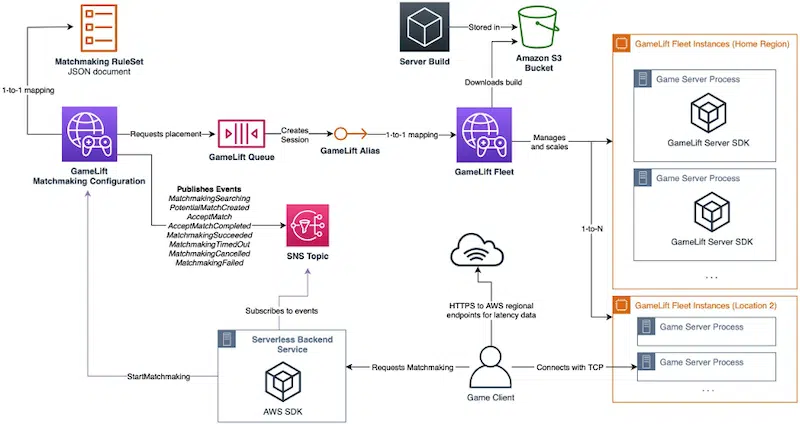 Matchmaking RuleSet
JSON document
1-to-1 mapping
GameLift
Matchmaking Configuration
Requests placement
GameLift Queue
Creates
Session
GameLift Alias
1-to-1 mapping
GameLift Fleet
Server Build
Stored in
Amazon S3
Bucket
Downloads build
Manages
and scales
1-to-N
GameLift Fleet Instances (Home Region)
Game Server Process
GameLift Server SDK
Game Server Process
GameLift Server SDK
...
GameLift Fleet Instances (Location 2)
Game Server Process
Game Server Process
...
Publishes Events
MatchmakingSearching
PotentialMatchCreated
AcceptMatch
AcceptMatchCompleted
MatchmakingSucceeded
MatchmakingTimedOut
MatchmakingCancelled
MatchmakingFailed
SNS Topic
Subscribes to events
HTTPS to AWS regional
endpoints for latency data
Serverless Backend
Service
AWS SDK
StartMatchmaking
Requests Matchmaking
Game Client
Connects with TCP